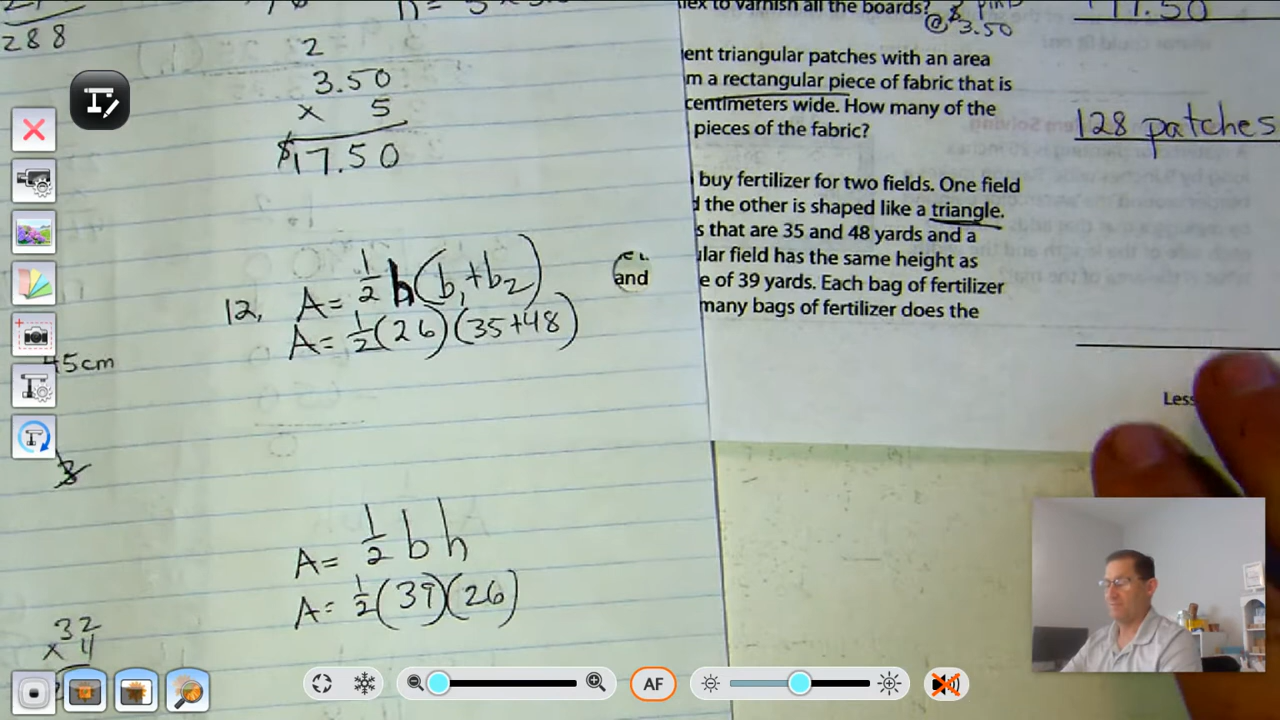 288
2
3.50
x 5
$17.50
12, A = 1/2 h(b₁+b₂)
A = 1/2(26)(35+48)
45cm
A = 1/2 b h
A = 1/2(39)(26)
32
x 4
and
to varnish all the boards?
@ $3.50
17.50
triangular patches with an area
a rectangular piece of fabric that is
centimeters wide. How many of the
pieces of the fabric?
128 patches
buy fertilizer for two fields. One field
the other is shaped like a triangle.
that are 35 and 48 yards and a
field has the same height as
of 39 yards. Each bag of fertilizer
many bags of fertilizer does the
AF